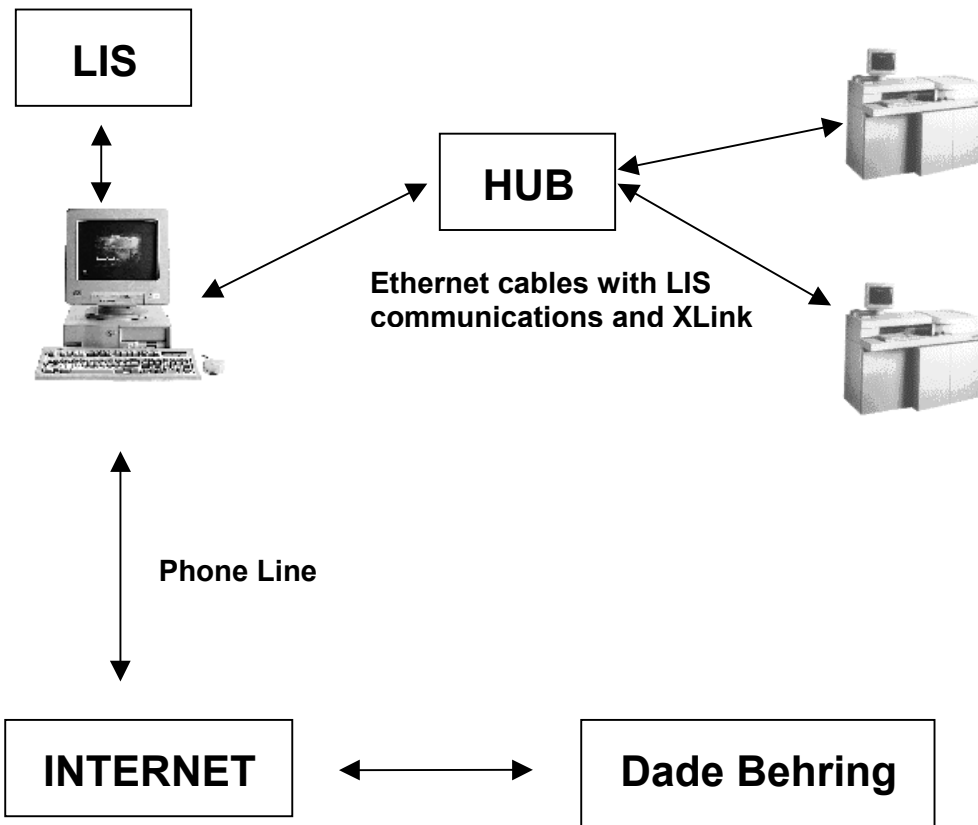 LIS
HUB
Ethernet cables with LIS
communications and XLink
Phone Line
INTERNET
Dade Behring